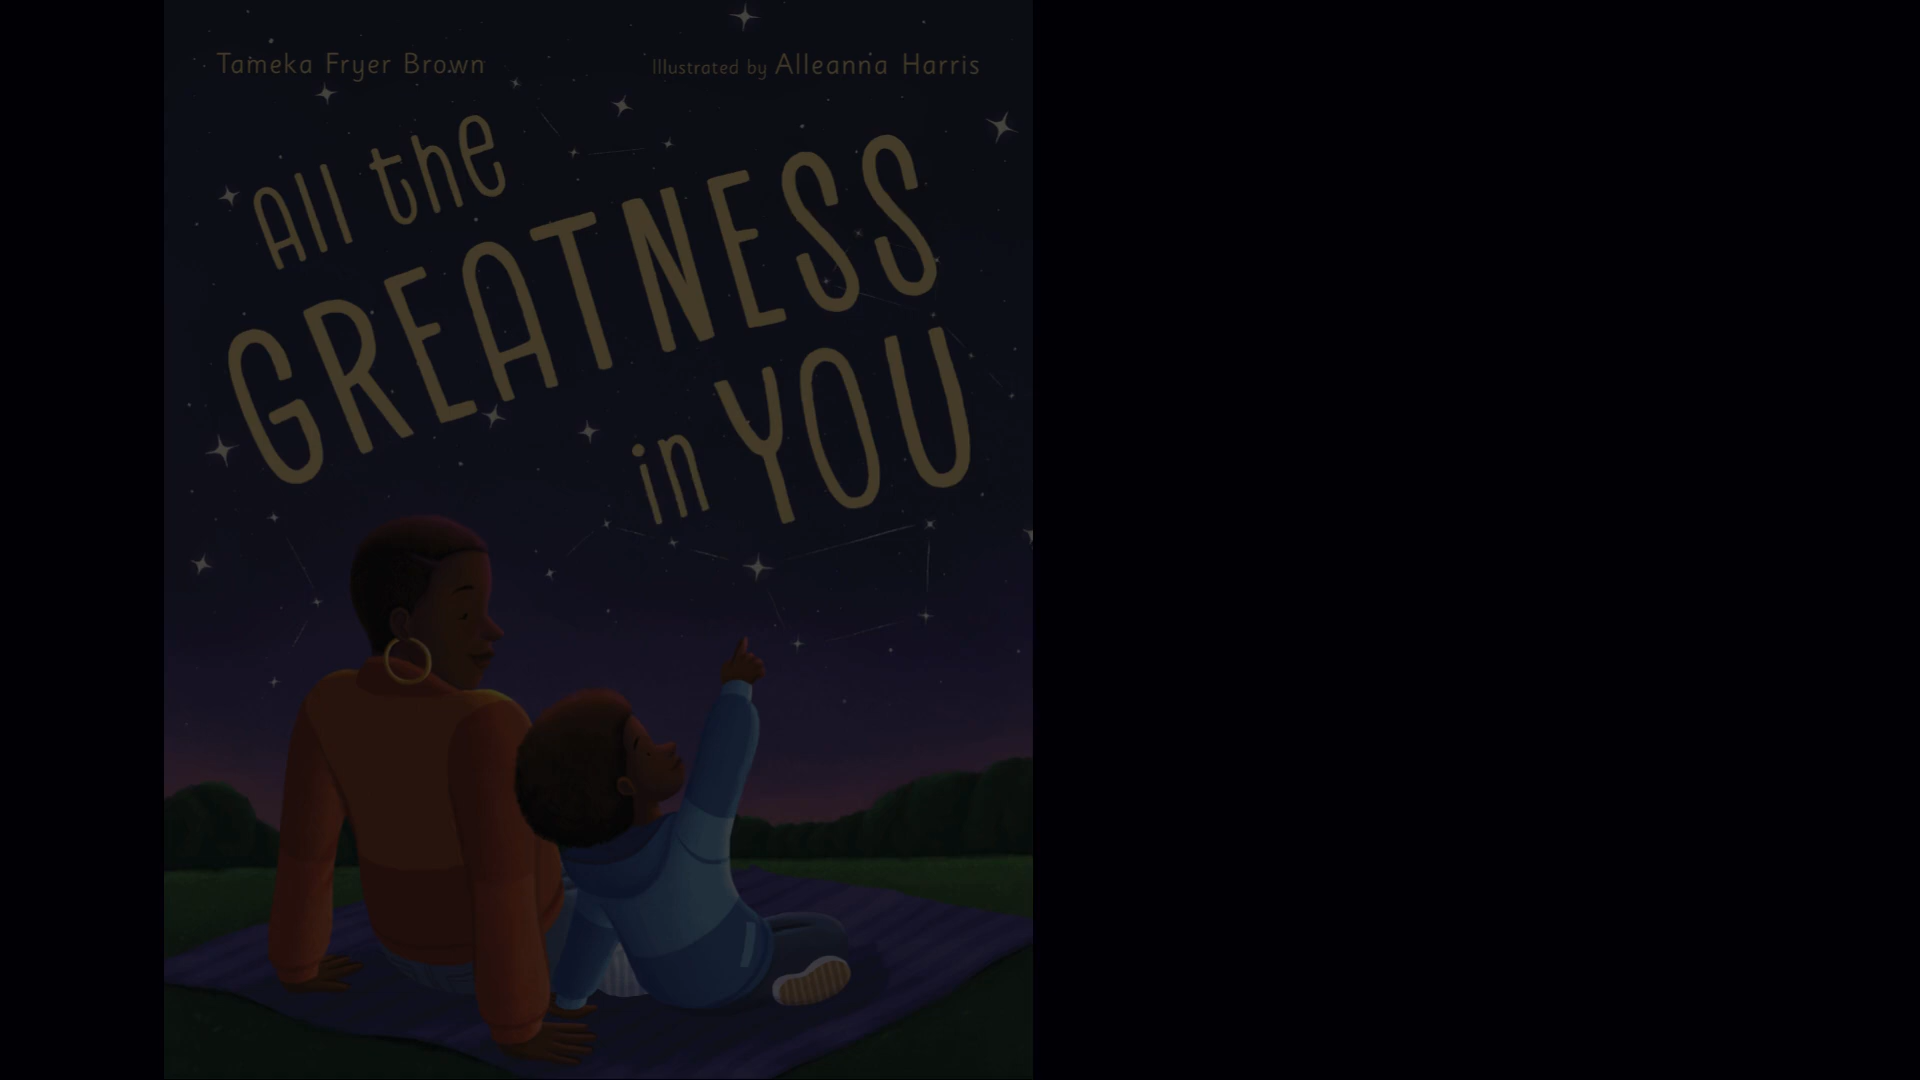 Tameka Fryer Brown
Illustrated by Alleanna Harris
All the
GREATNESS
in YOU